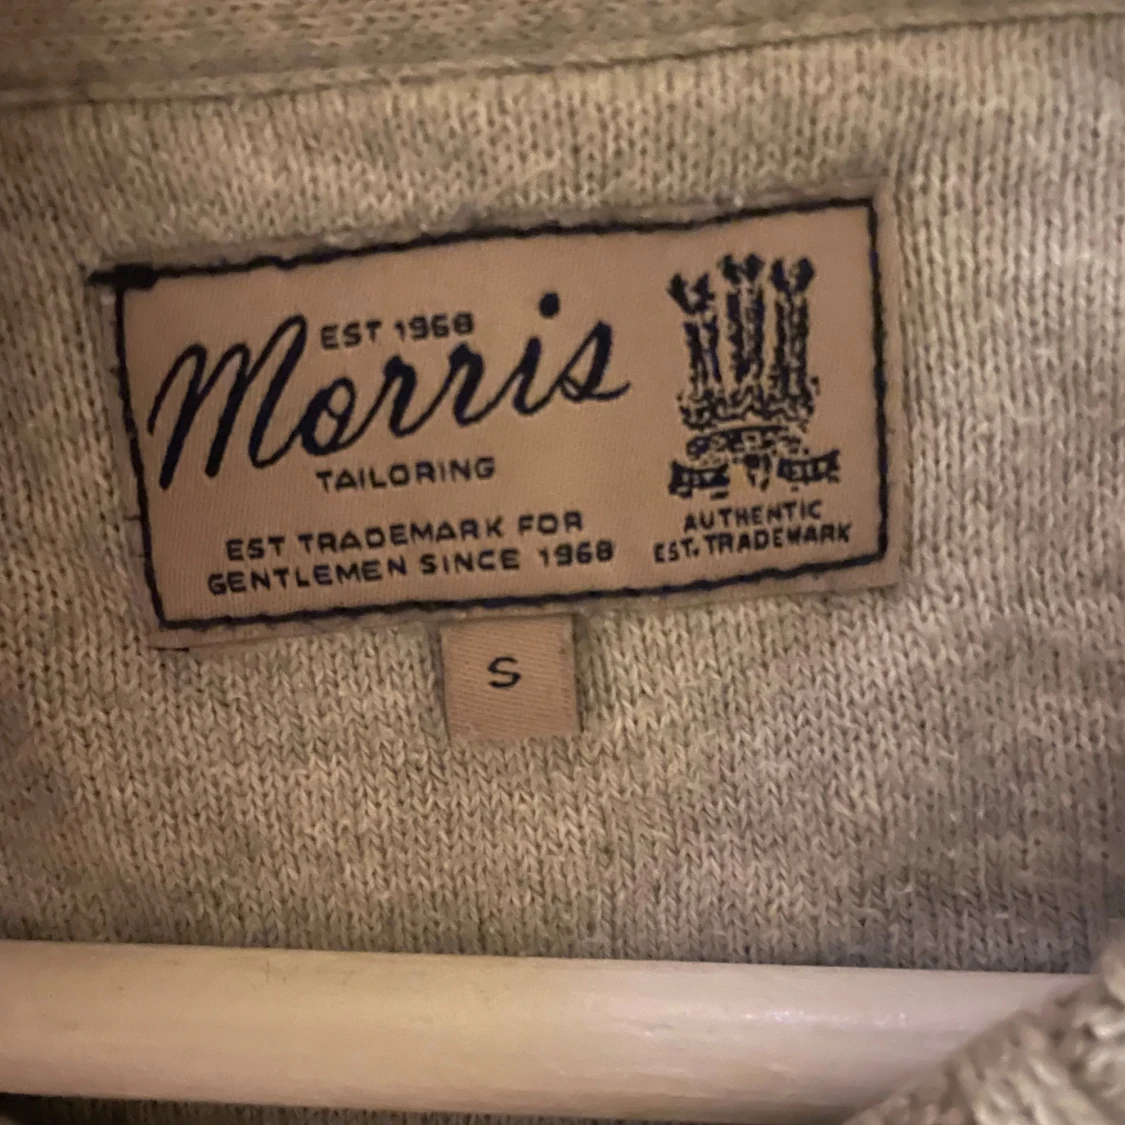 EST 1968
Morris
TAILORING
EST TRADEMARK FOR
GENTLEMEN SINCE 1968
AUTHENTIC
EST. TRADEMARK
S